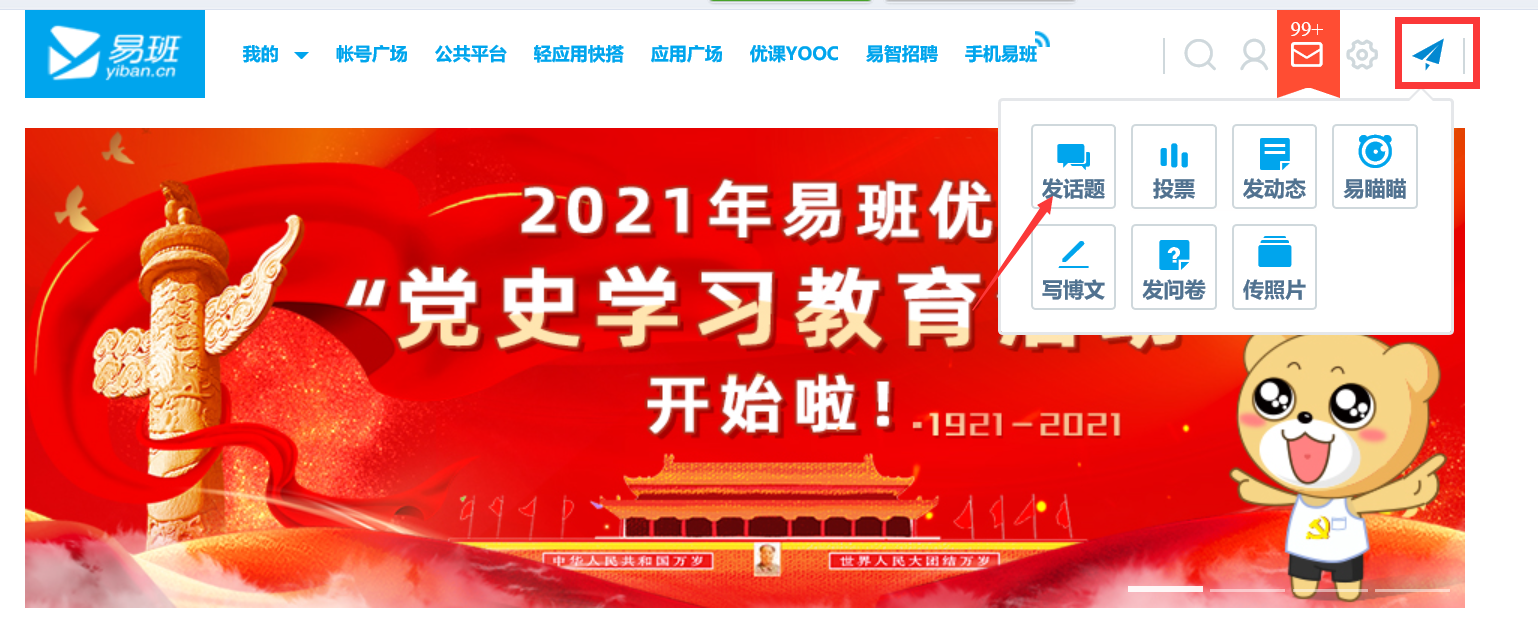 易班
yiban.cn
我的
帐号广场
公共平台
轻应用快搭
应用广场
优课YOOC
易智招聘
手机易班
99+
发话题
投票
发动态
易瞄瞄
写博文
发问卷
传照片
2021年易班优
“党史学习教育活动
开始啦！
·1921-2021
中华人民共和国万岁
世界人民大团结万岁